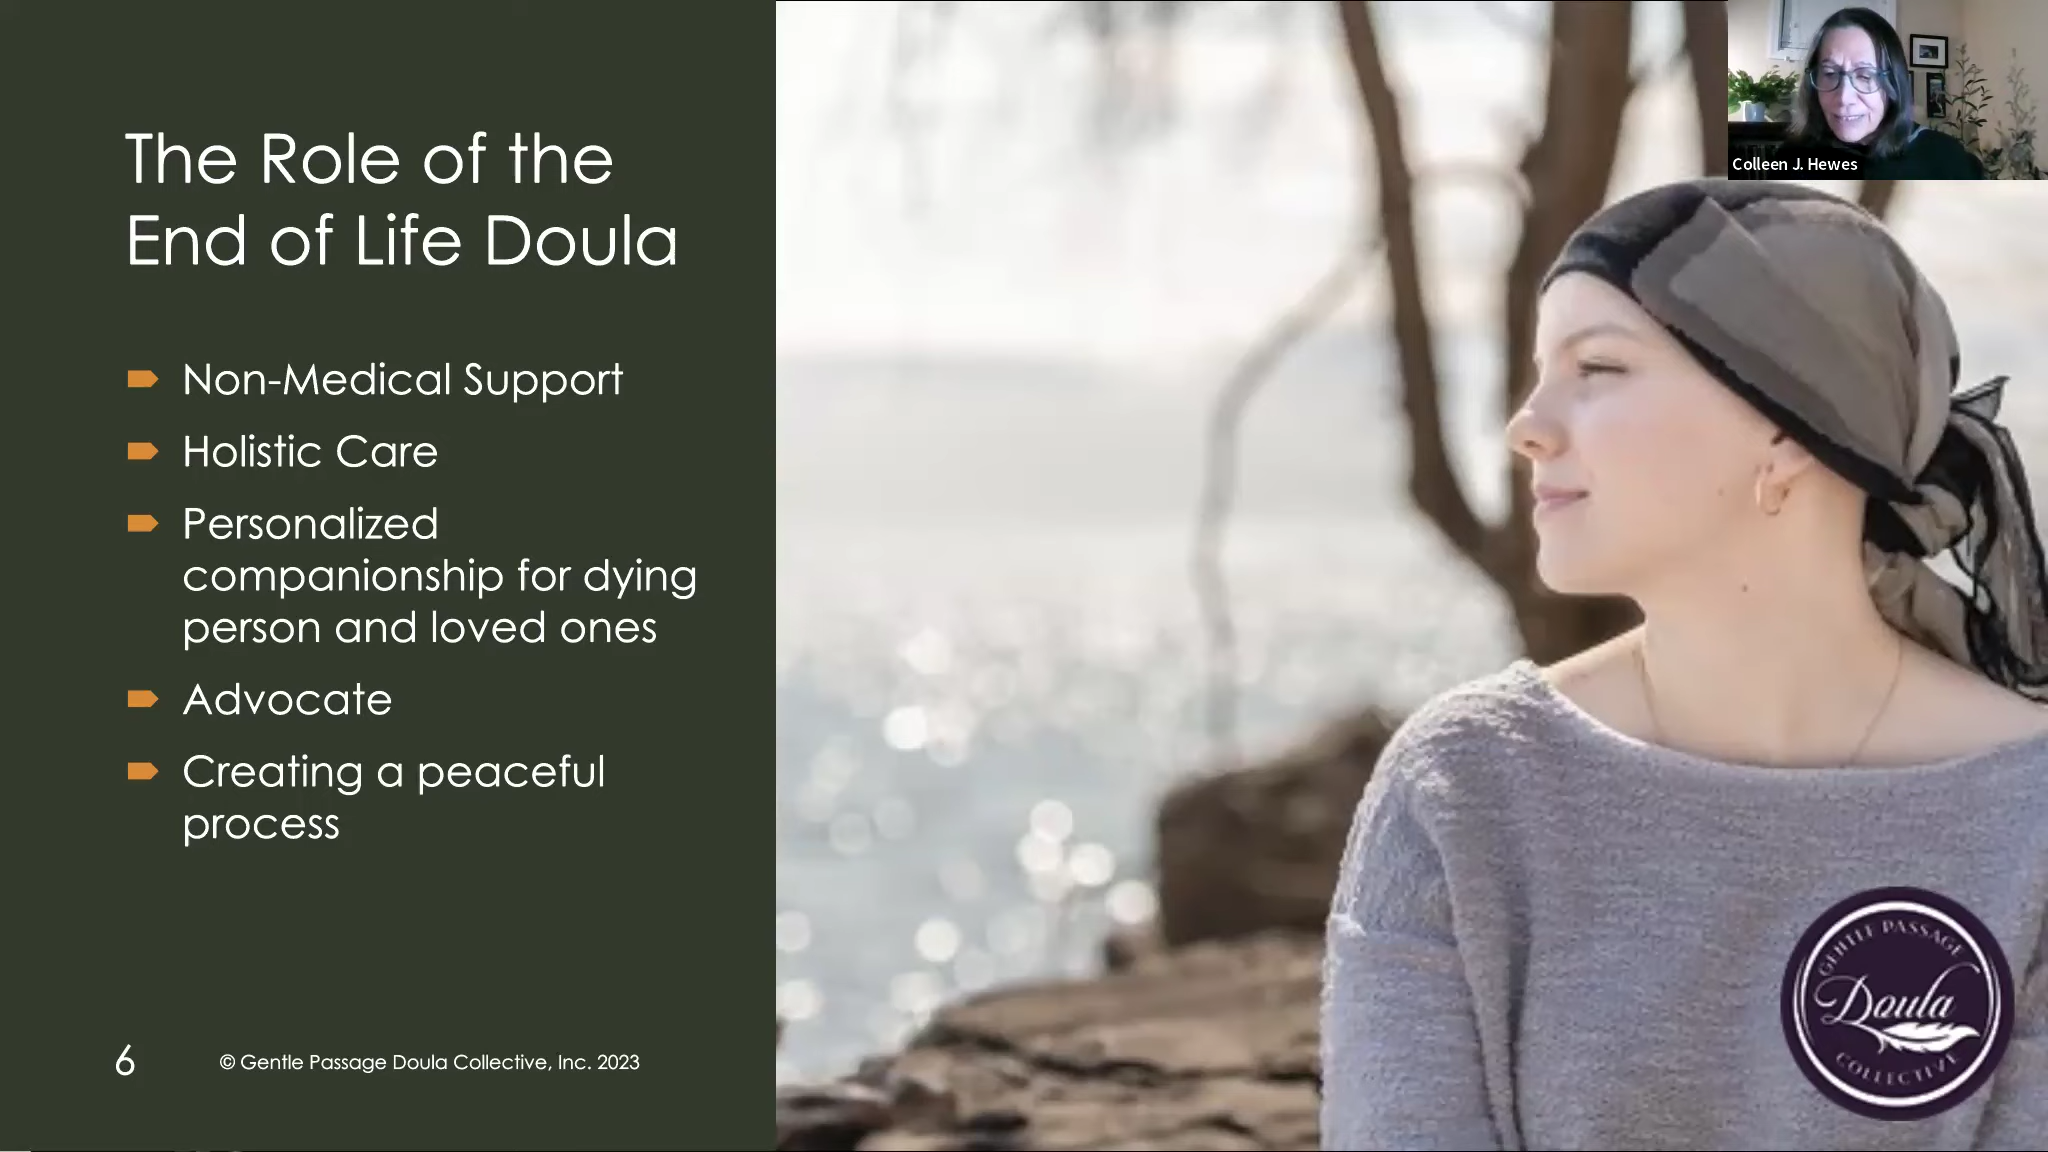 The Role of the
End of Life Doula
Non-Medical Support
Holistic Care
Personalized
companionship for dying
person and loved ones
Advocate
Creating a peaceful
process
6
© Gentle Passage Doula Collective, Inc. 2023
Colleen J. Hewes
GENTLE PASSAGE
Doula
COLLECTIVE